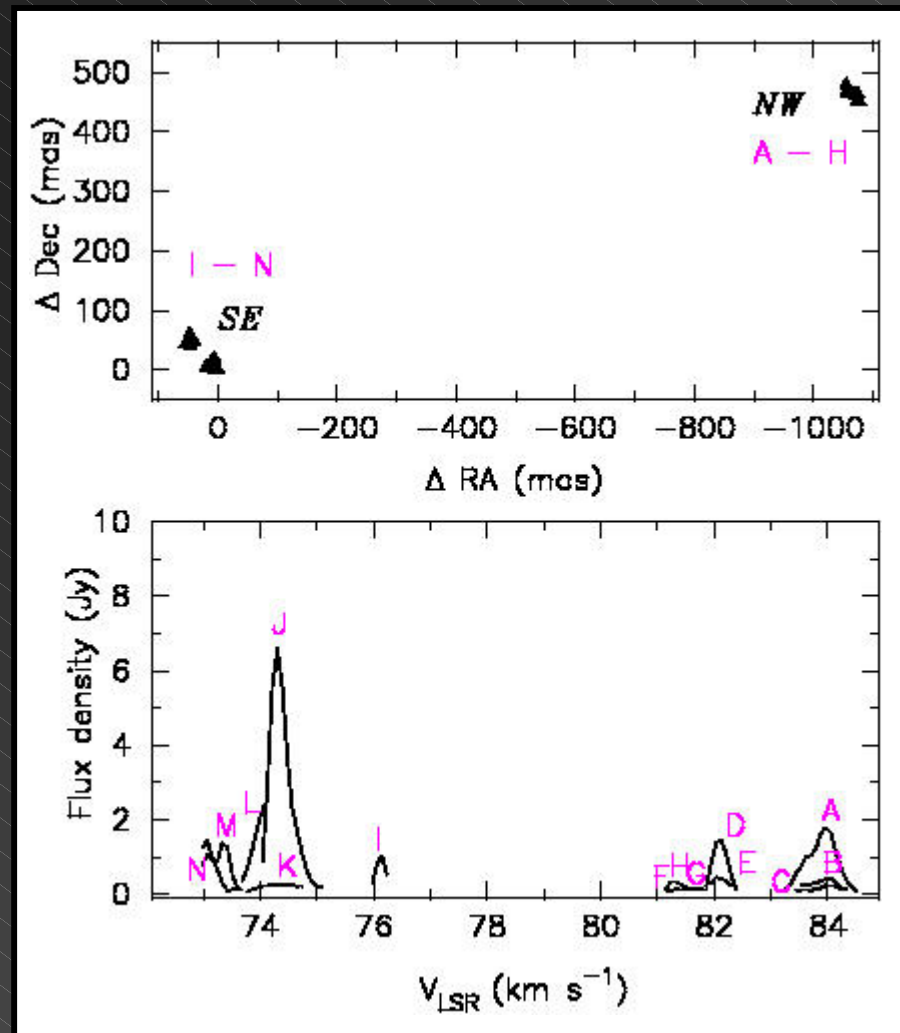 500
400
300
200
100
0
Δ Dec (mas)
NW
A – H
I – N
SE
0 −200 −400 −600 −800 −1000
Δ RA (mas)
10
8
6
4
2
0
Flux density (Jy)
J
L
M
N
K
I
F
H
G
D
E
C
A
B
74 76 78 80 82 84
V_LSR (km s⁻¹)